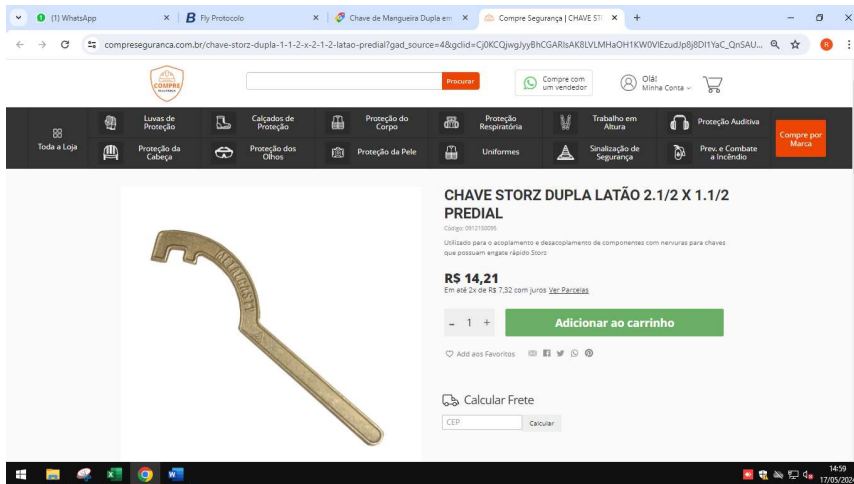 (1) WhatsApp
Fly Protocolo
Chave de Mangueira Dupla em
Compre Segurança | CHAVE ST
compreseguranca.com.br/chave-storz-dupla-1-1-2-x-2-1-2-latao-predial?gad_source=4&gclid=
COMPRE
SEGURANÇA
Procurar
Compre com
um vendedor
Olá!
Minha Conta
Toda a Loja
Luvas de
Proteção
Calçados de
Proteção
Proteção do
Corpo
Proteção
Respiratória
Trabalho em
Altura
Proteção Auditiva
Proteção da
Cabeça
Proteção dos
Olhos
Proteção da Pele
Uniformes
Sinalização de
Segurança
Prev. e Combate
a Incêndio
Compre por
Marca
METALCASTY
CHAVE STORZ DUPLA LATÃO 2.1/2 X 1.1/2
PREDIAL
Código: 0912150096
Utilizado para o acoplamento e desacoplamento de componentes com nervuras para chaves
que possuam engate rápido Storz
R$ 14,21
Em até 2x de R$ 7,32 com juros Ver Parcelas
- 1 +
Adicionar ao carrinho
Add aos Favoritos
Calcular Frete
CEP
Calcular
14:59
17/05/202